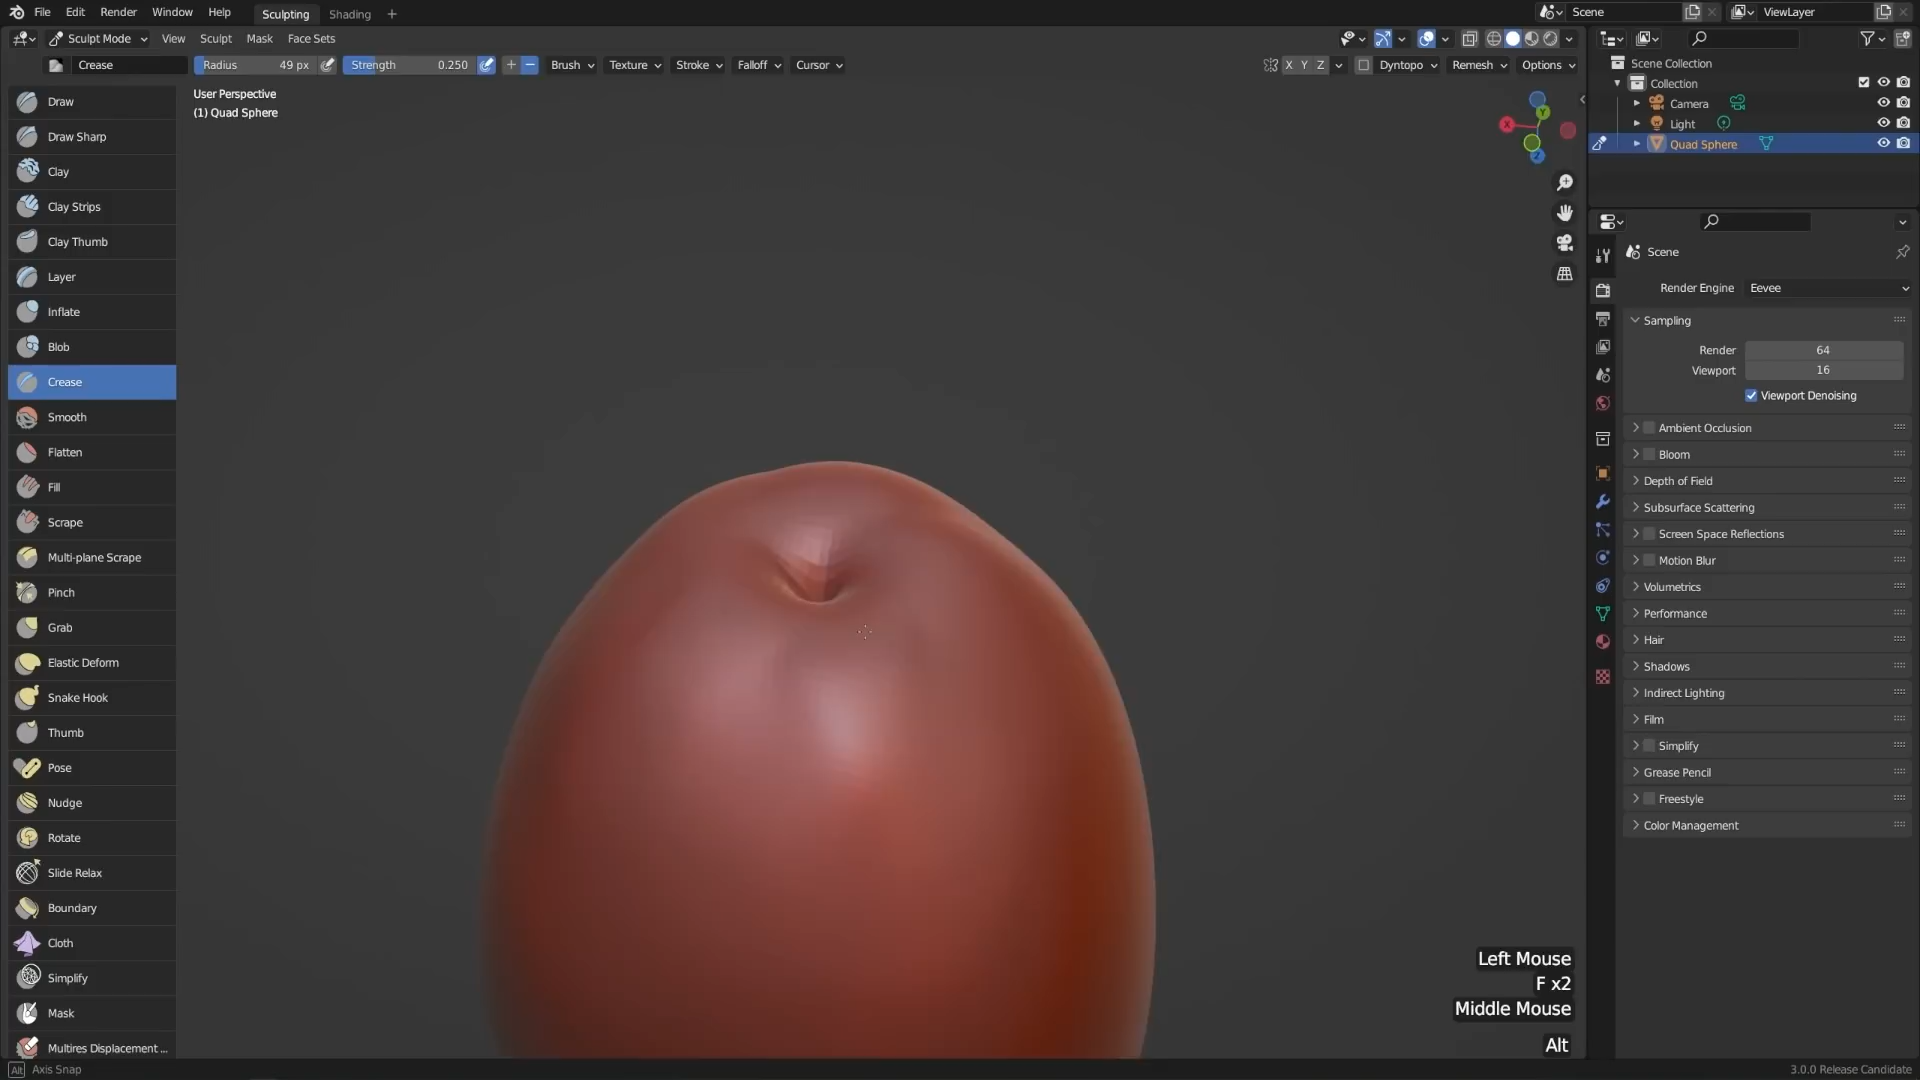 File Edit Render Window Help Sculpting Shading + Scene ViewLayer
Sculpt Mode View Sculpt Mask Face Sets
Crease Radius 49 px Strength 0.250 + − Brush Texture Stroke Falloff Cursor X Y Z Dyntopo Remesh Options
User Perspective
(1) Quad Sphere
Draw
Draw Sharp
Clay
Clay Strips
Clay Thumb
Layer
Inflate
Blob
Crease
Smooth
Flatten
Fill
Scrape
Multi-plane Scrape
Pinch
Grab
Elastic Deform
Snake Hook
Thumb
Pose
Nudge
Rotate
Slide Relax
Boundary
Cloth
Simplify
Mask
Multires Displacement ...
X
Y
Z
Left Mouse
F x2
Middle Mouse
Alt
Scene Collection
Collection
Camera
Light
Quad Sphere
Scene
Render Engine Eevee
Sampling
Render 64
Viewport 16
Viewport Denoising
Ambient Occlusion
Bloom
Depth of Field
Subsurface Scattering
Screen Space Reflections
Motion Blur
Volumetrics
Performance
Hair
Shadows
Indirect Lighting
Film
Simplify
Grease Pencil
Freestyle
Color Management
Alt Axis Snap
3.0.0 Release Candidate